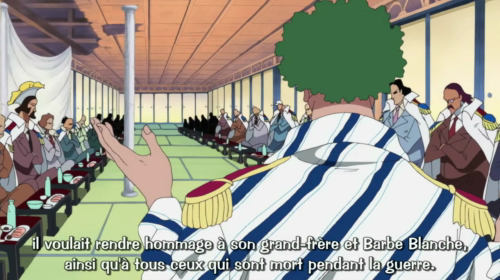 il voulait rendre hommage à son grand-frère et Barbe Blanche,
ainsi qu'à tous ceux qui sont mort pendant la guerre.